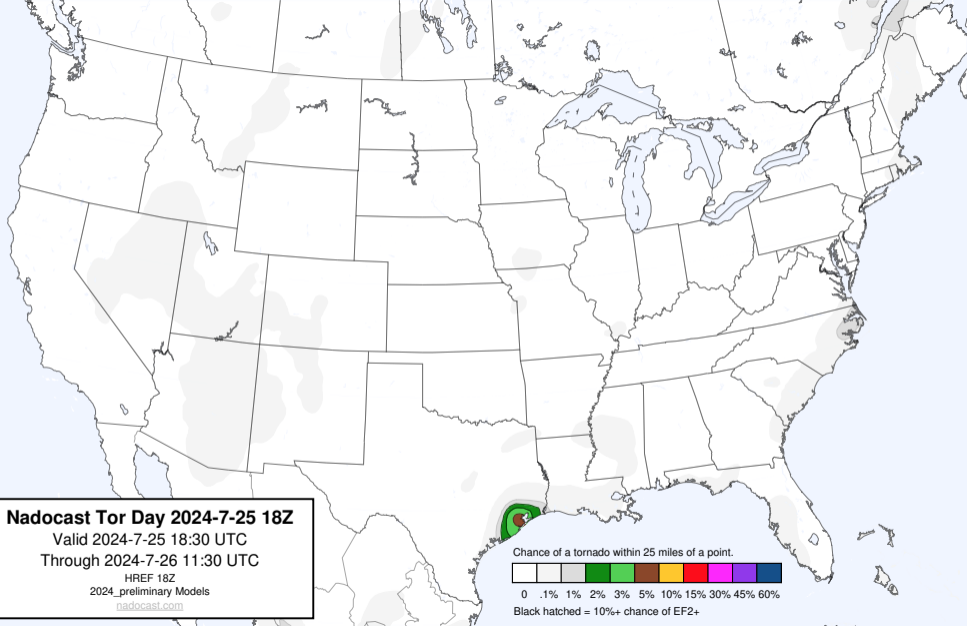 Nadocast Tor Day 2024-7-25 18Z
Valid 2024-7-25 18:30 UTC
Through 2024-7-26 11:30 UTC
HREF 18Z
2024_preliminary Models
nadocast.com
Chance of a tornado within 25 miles of a point.
0 .1% 1% 2% 3% 5% 10% 15% 30% 45% 60%
Black hatched = 10%+ chance of EF2+